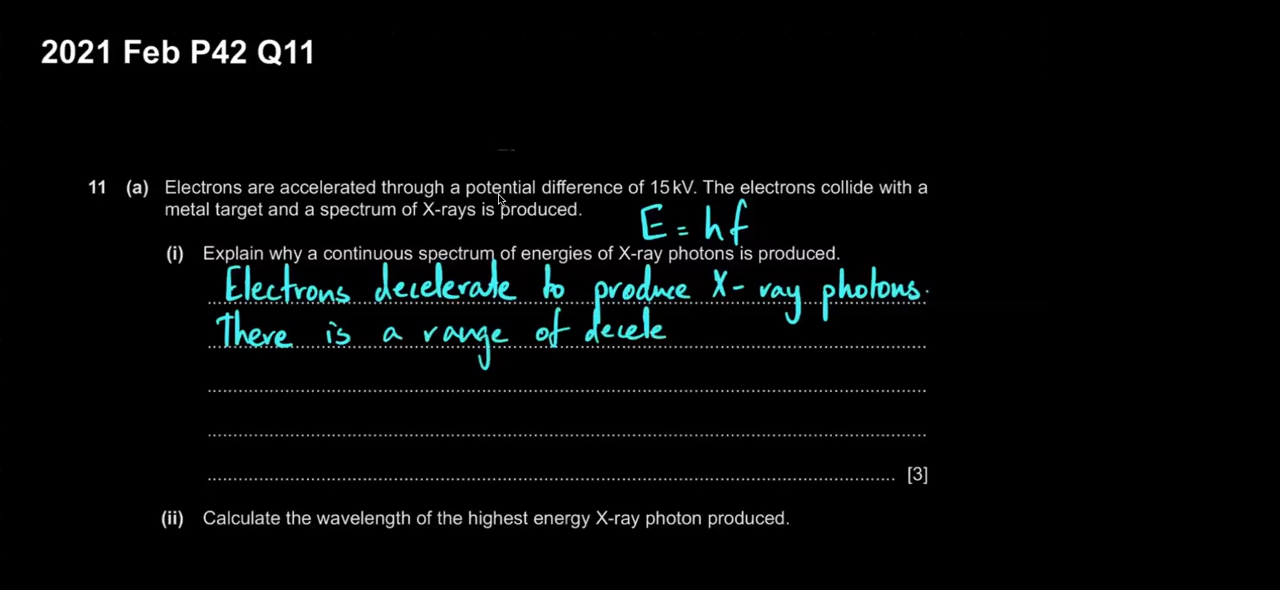 2021 Feb P42 Q11
11 (a) Electrons are accelerated through a potential difference of 15 kV. The electrons collide with a
metal target and a spectrum of X-rays is produced.
E = hf
(i) Explain why a continuous spectrum of energies of X-ray photons is produced.
Electrons decelerate to produce X-ray photons.
There is a range of decele
[3]
(ii) Calculate the wavelength of the highest energy X-ray photon produced.